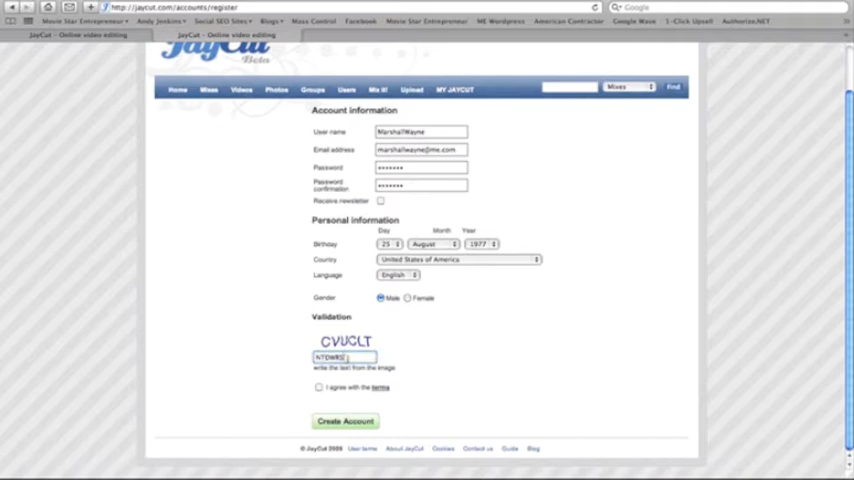 http://jaycut.com/accounts/register
Google
Movie Star Entrepreneur Andy Jenkins Social SEO Sites Blogs Mass Control Facebook Movie Star Entrepreneur ME Wordpress American Contractor Google Wave 1-Click Upsell Authorize.NET
JayCut - Online video editing JayCut - Online video editing
JayCut
Beta
Home Mixes Videos Photos Groups Users Mix it! Upload MY JAYCUT Mixes Find
Account information
User name MarshallWayne
Email address marshallwayne@me.com
Password •••••••
Password confirmation •••••••
Receive newsletter
Personal information
Day Month Year
Birthday 25 August 1977
Country United States of America
Language English
Gender Male Female
Validation
CVUCLT
NTDWRS
write the text from the image
I agree with the terms
Create Account
© JayCut 2009 User terms About JayCut Cookies Contact us Guide Blog